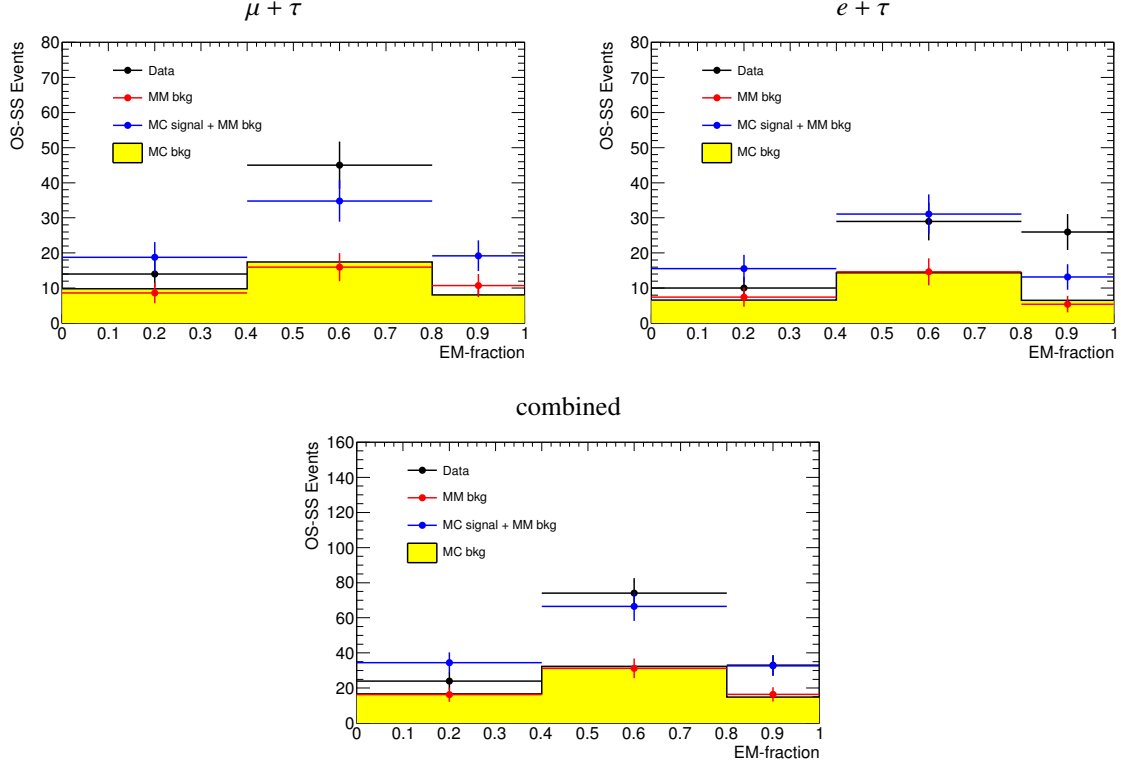 μ + τ
OS-SS Events
80
70
60
50
40
30
20
10
0
Data
MM bkg
MC signal + MM bkg
MC bkg
0 0.1 0.2 0.3 0.4 0.5 0.6 0.7 0.8 0.9 1
EM-fraction
e + τ
OS-SS Events
80
70
60
50
40
30
20
10
0
Data
MM bkg
MC signal + MM bkg
MC bkg
0 0.1 0.2 0.3 0.4 0.5 0.6 0.7 0.8 0.9 1
EM-fraction
combined
OS-SS Events
160
140
120
100
80
60
40
20
0
Data
MM bkg
MC signal + MM bkg
MC bkg
0 0.1 0.2 0.3 0.4 0.5 0.6 0.7 0.8 0.9 1
EM-fraction